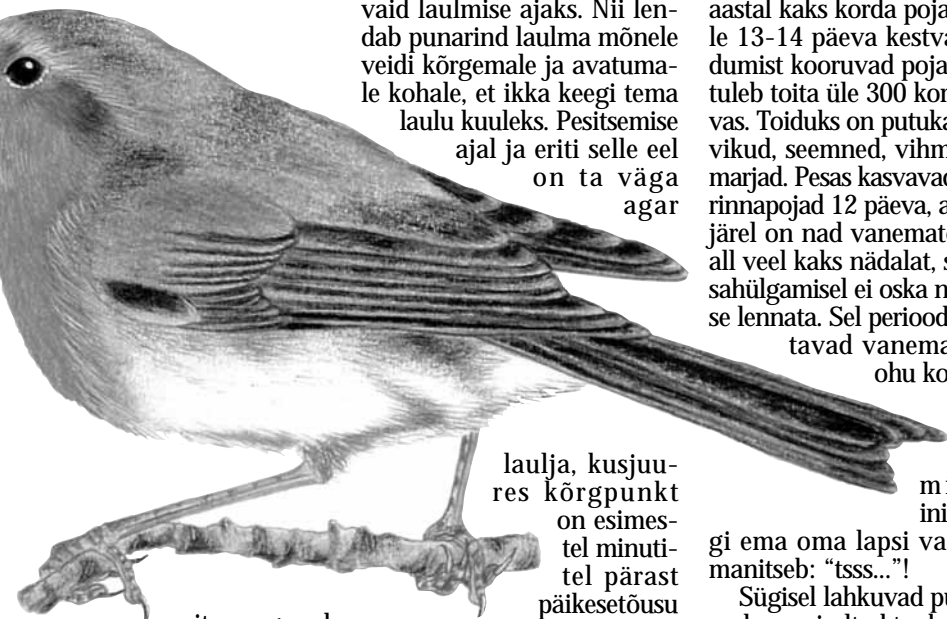 vaid laulmise ajaks. Nii len-
dab punarind laulma mõnele
veidi kõrgemale ja avatuma-
le kohale, et ikka keegi tema
laulu kuuleks. Pesitsemise
ajal ja eriti selle eel
on ta väga
agar
laulja, kusjuu-
res kõrgpunkt
on esimes-
tel minuti-
tel pärast
päikesetõusu
aastal kaks korda poja
le 13-14 päeva kestva
dumist kooruvad poja
tuleb toita üle 300 kor
vas. Toiduks on putuka
vikud, seemned, vihm
marjad. Pesas kasvavad
rinnapojad 12 päeva, a
järel on nad vanemate
all veel kaks nädalat, s
sahülgamisel ei oska n
se lennata. Sel periood
tavad vanema
ohu ko
ini
gi ema oma lapsi va
manitseb: “tsss...”!
Sügisel lahkuvad pu